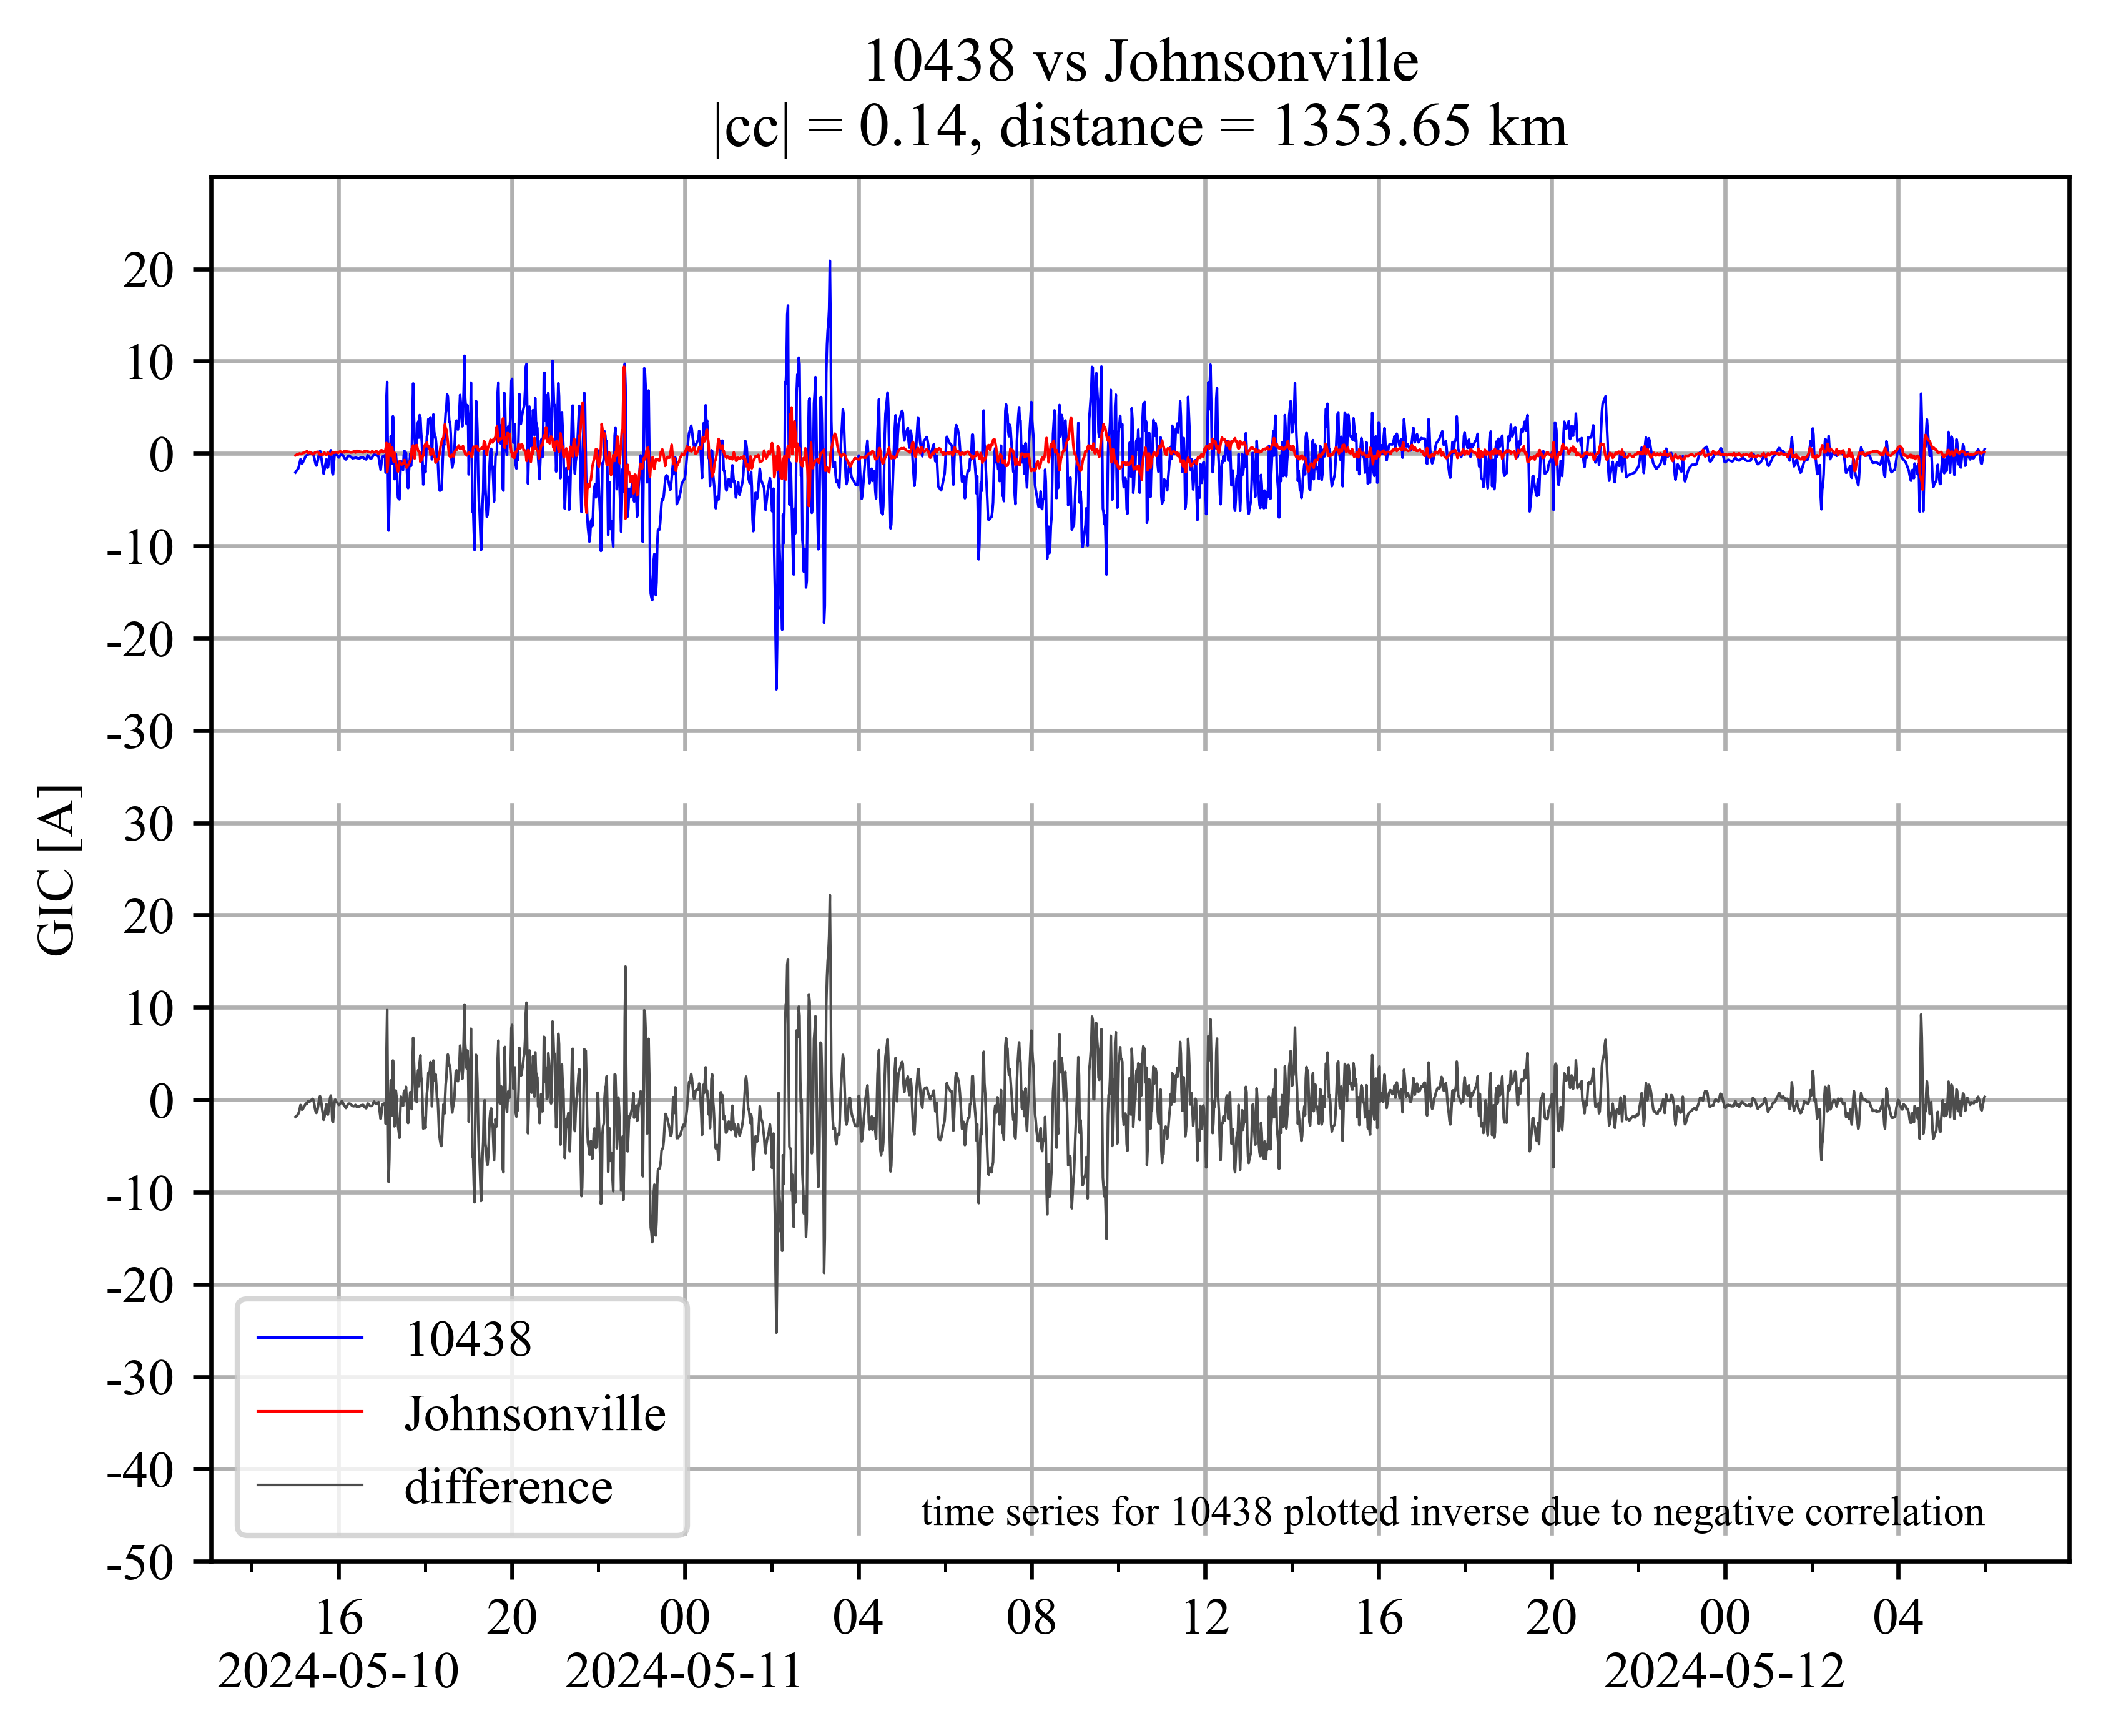 10438 vs Johnsonville
|cc| = 0.14, distance = 1353.65 km
GIC [A]
20
10
0
-10
-20
-30
30
20
10
0
-10
-20
-30
-40
-50
10438
Johnsonville
difference
time series for 10438 plotted inverse due to negative correlation
16 20 00 04 08 12 16 20 00 04
2024-05-10 2024-05-11 2024-05-12